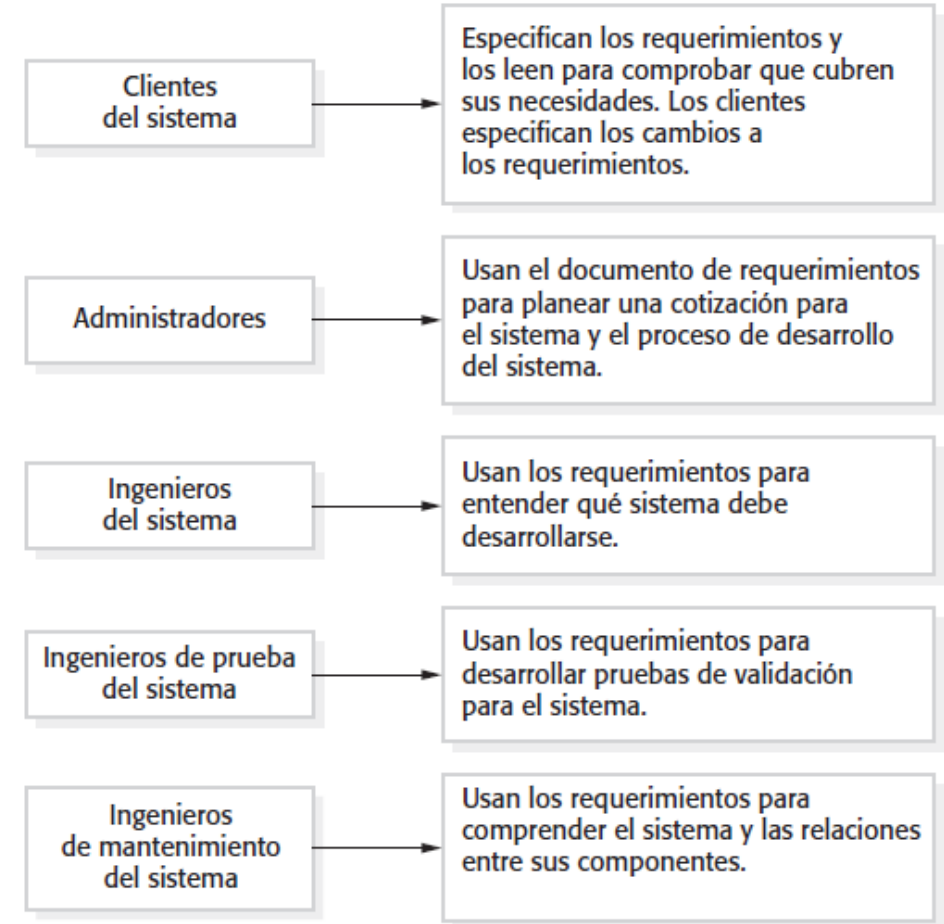 Clientes
del sistema
Especifican los requerimientos y
los leen para comprobar que cubren
sus necesidades. Los clientes
especifican los cambios a
los requerimientos.
Administradores
Usan el documento de requerimientos
para planear una cotización para
el sistema y el proceso de desarrollo
del sistema.
Ingenieros
del sistema
Usan los requerimientos para
entender qué sistema debe
desarrollarse.
Ingenieros de prueba
del sistema
Usan los requerimientos para
desarrollar pruebas de validación
para el sistema.
Ingenieros
de mantenimiento
del sistema
Usan los requerimientos para
comprender el sistema y las relaciones
entre sus componentes.